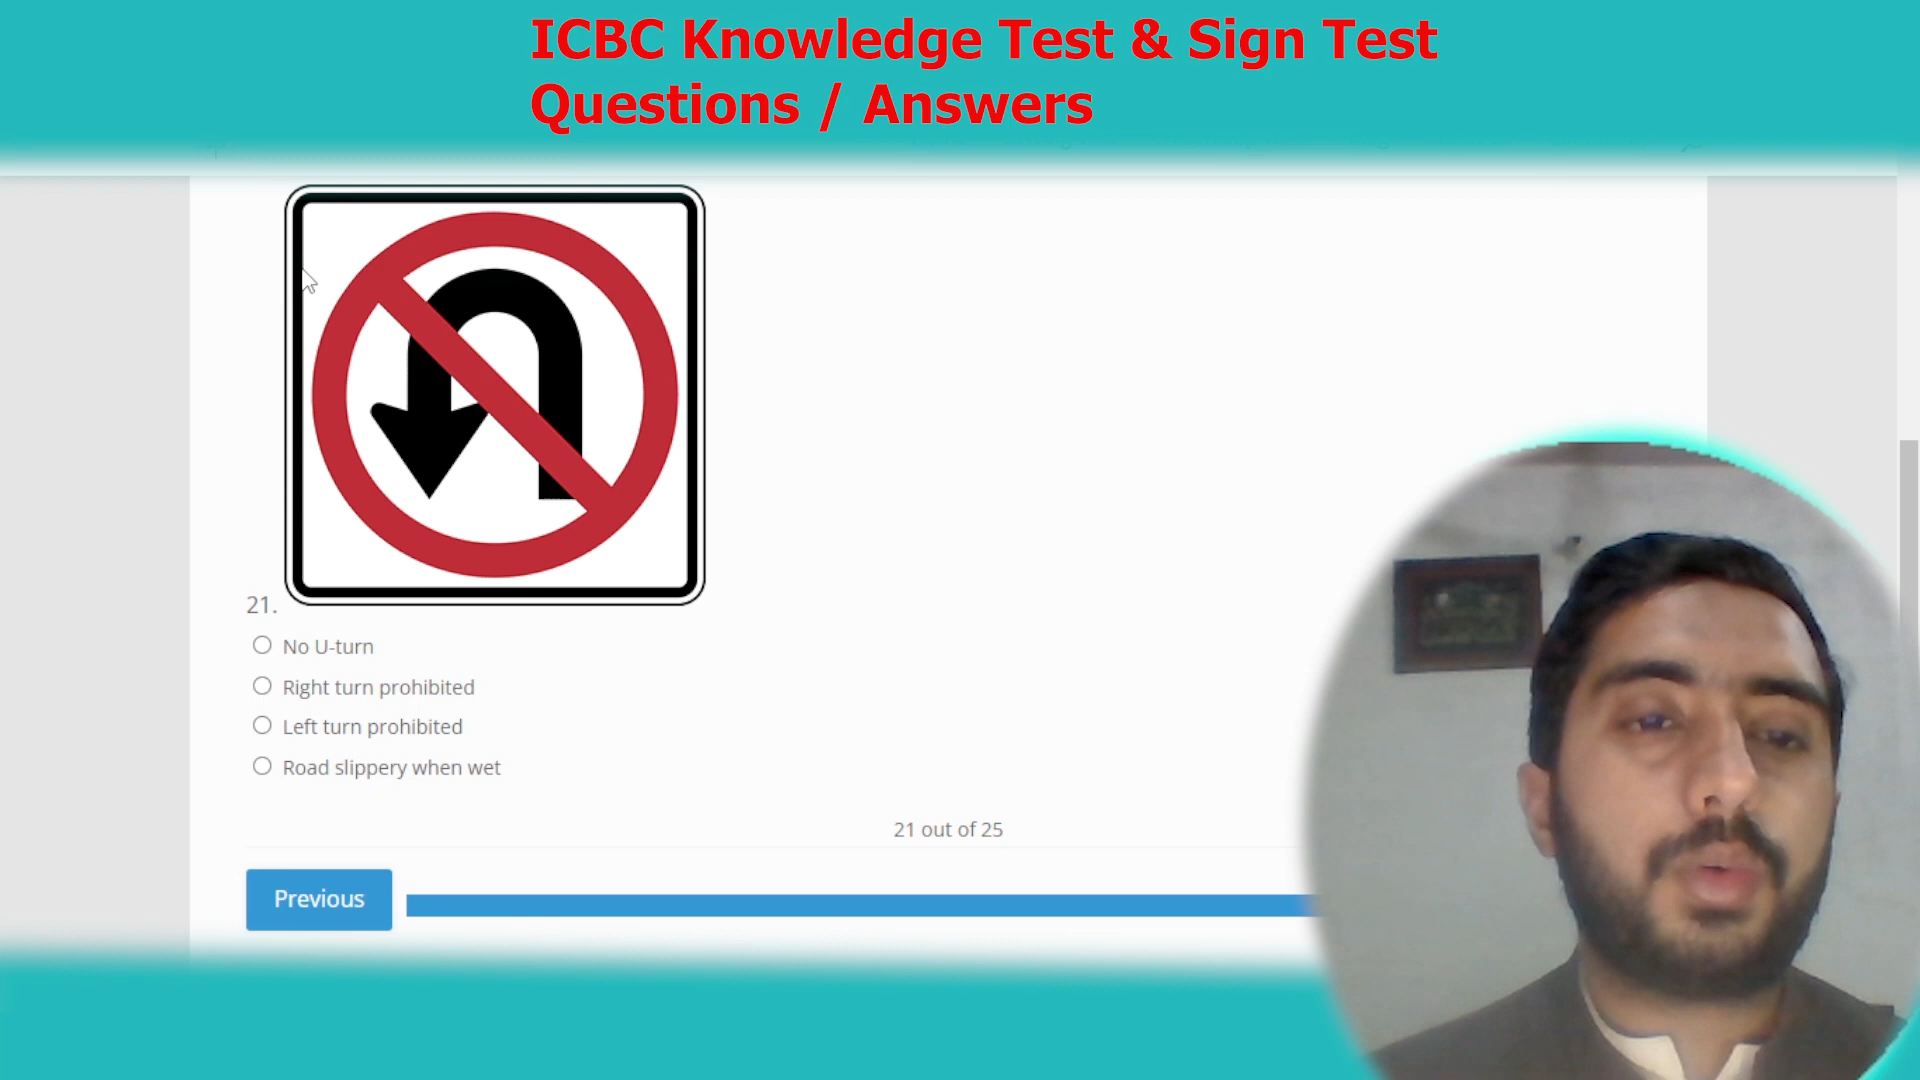 ICBC Knowledge Test & Sign Test
Questions / Answers
21.
No U-turn
Right turn prohibited
Left turn prohibited
Road slippery when wet
21 out of 25
Previous